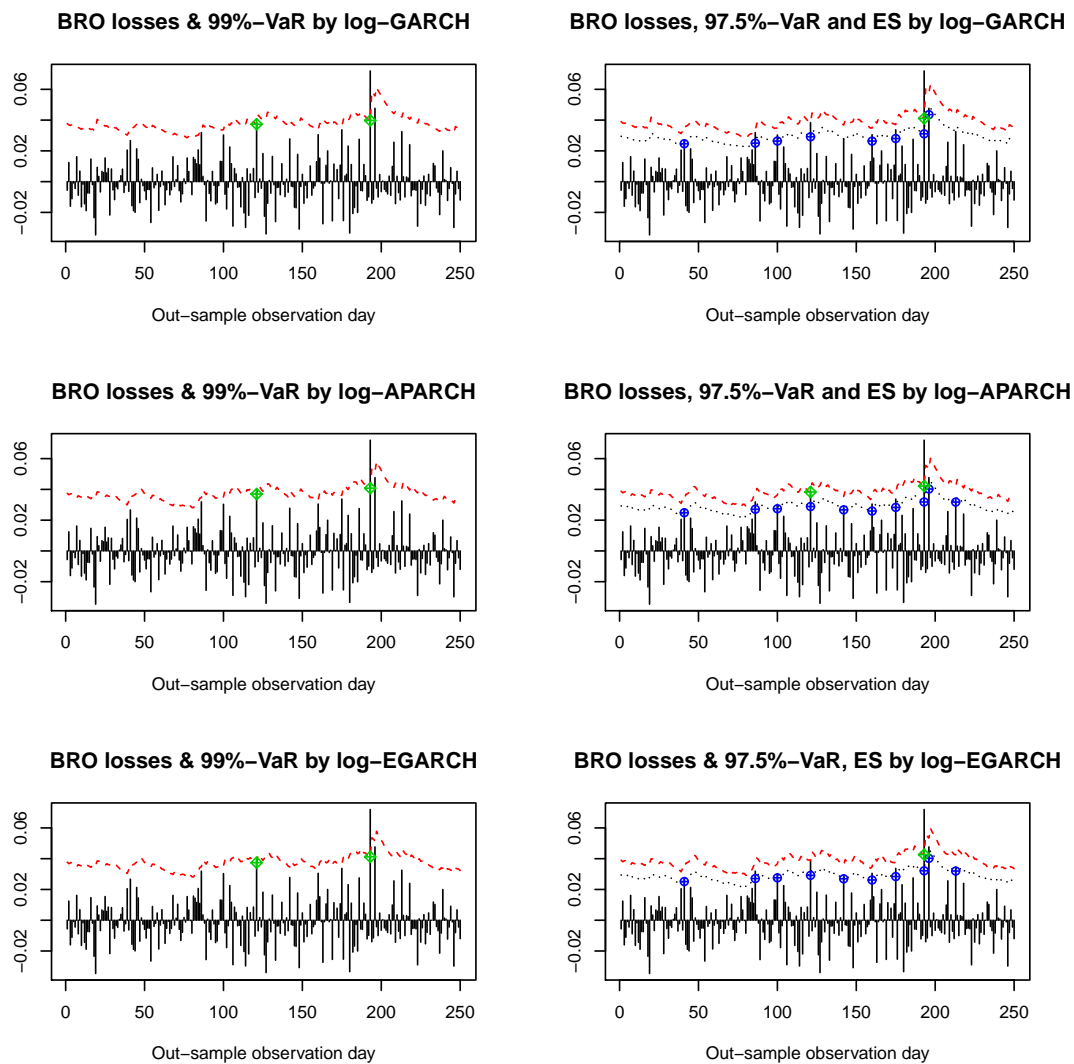 BRO losses & 99%−VaR by log−GARCH
−0.02 0.02 0.06
0 50 100 150 200 250
Out−sample observation day
BRO losses, 97.5%−VaR and ES by log−GARCH
−0.02 0.02 0.06
0 50 100 150 200 250
Out−sample observation day
BRO losses & 99%−VaR by log−APARCH
−0.02 0.02 0.06
0 50 100 150 200 250
Out−sample observation day
BRO losses, 97.5%−VaR and ES by log−APARCH
−0.02 0.02 0.06
0 50 100 150 200 250
Out−sample observation day
BRO losses & 99%−VaR by log−EGARCH
−0.02 0.02 0.06
0 50 100 150 200 250
Out−sample observation day
BRO losses & 97.5%−VaR, ES by log−EGARCH
−0.02 0.02 0.06
0 50 100 150 200 250
Out−sample observation day